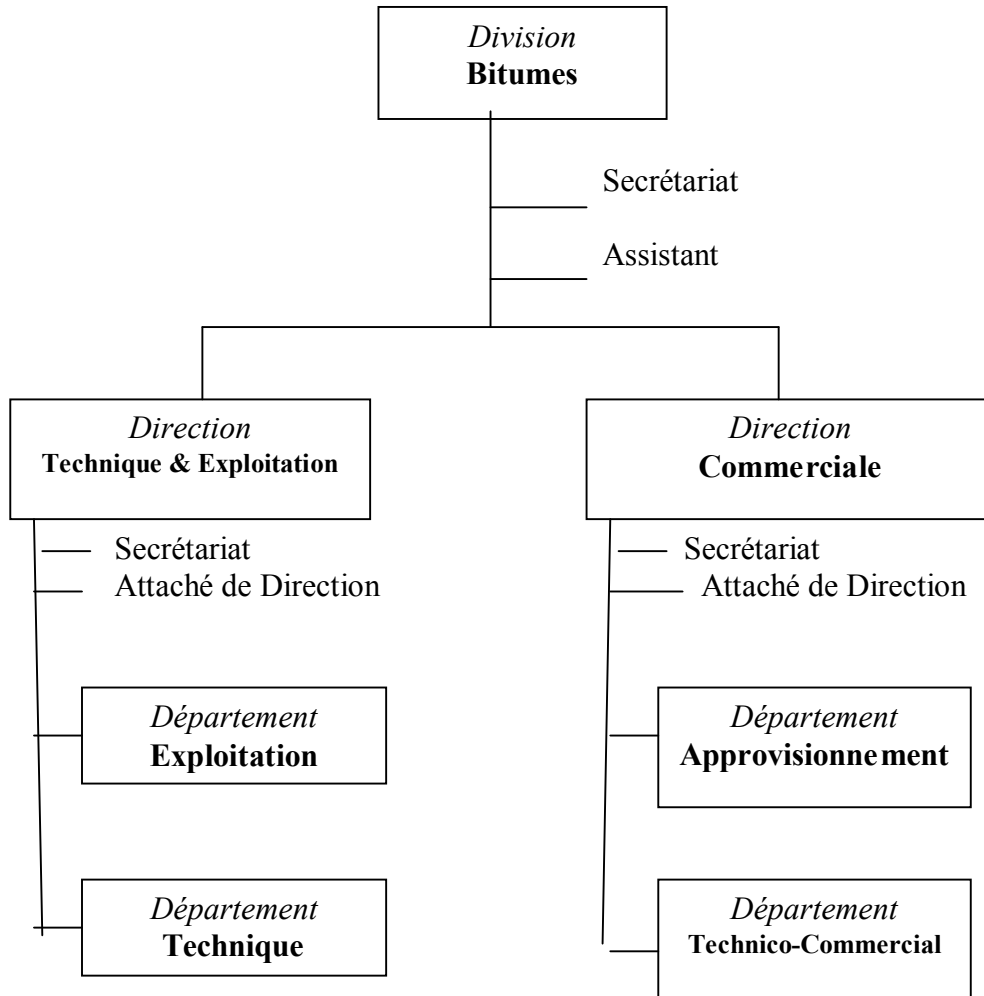 Division
Bitumes
Secrétariat
Assistant
Direction
Technique & Exploitation
Secrétariat
Attaché de Direction
Département
Exploitation
Département
Technique
Direction
Commerciale
Secrétariat
Attaché de Direction
Département
Approvisionnement
Département
Technico-Commercial